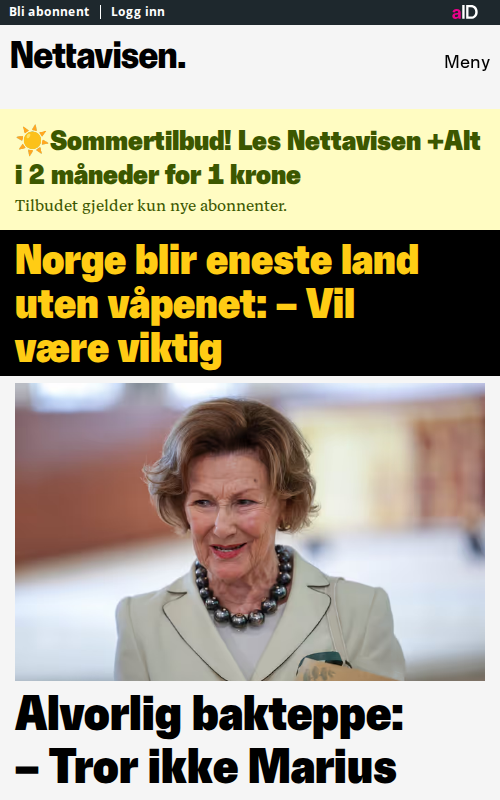 Bli abonnent | Logg inn
aID
Nettavisen.
Meny
☀️Sommertilbud! Les Nettavisen +Alt
i 2 måneder for 1 krone
Tilbudet gjelder kun nye abonnenter.
Norge blir eneste land
uten våpenet: – Vil
være viktig
Alvorlig bakteppe:
– Tror ikke Marius